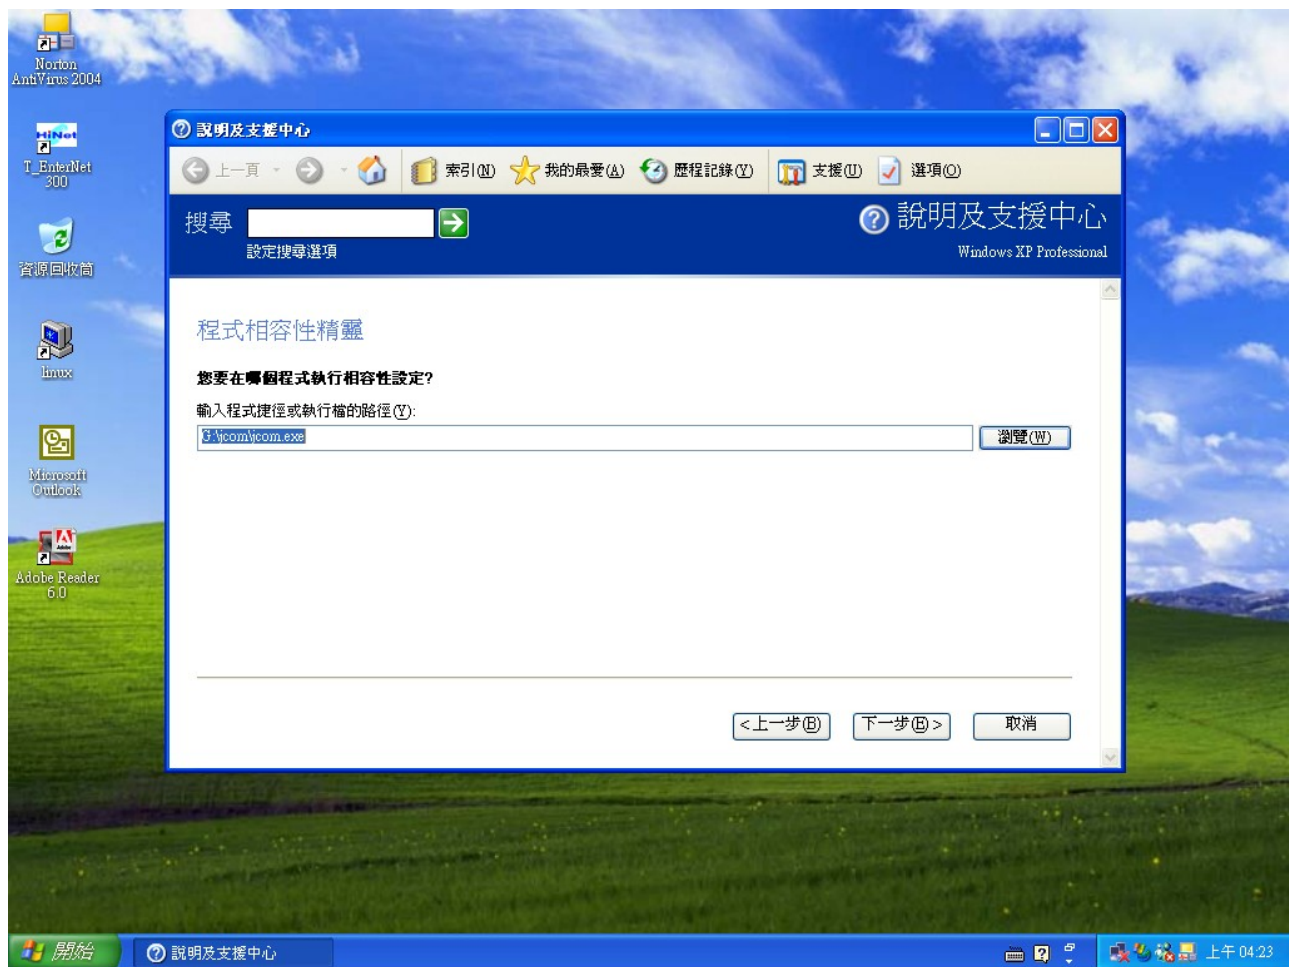 Norton
AntiVirus 2004
HiNet
T_EnterNet
300
資源回收筒
linux
Microsoft
Outlook
Adobe
Adobe Reader
6.0
說明及支援中心
上一頁
索引(N)
我的最愛(A)
歷程記錄(Y)
支援(U)
選項(O)
搜尋
設定搜尋選項
說明及支援中心
Windows XP Professional
程式相容性精靈
您要在哪個程式執行相容性設定?
輸入程式捷徑或執行檔的路徑(Y):
G:\jcom\jcom.exe
瀏覽(W)
<上一步(B)
下一步(E)>
取消
開始
說明及支援中心
上午 04:23